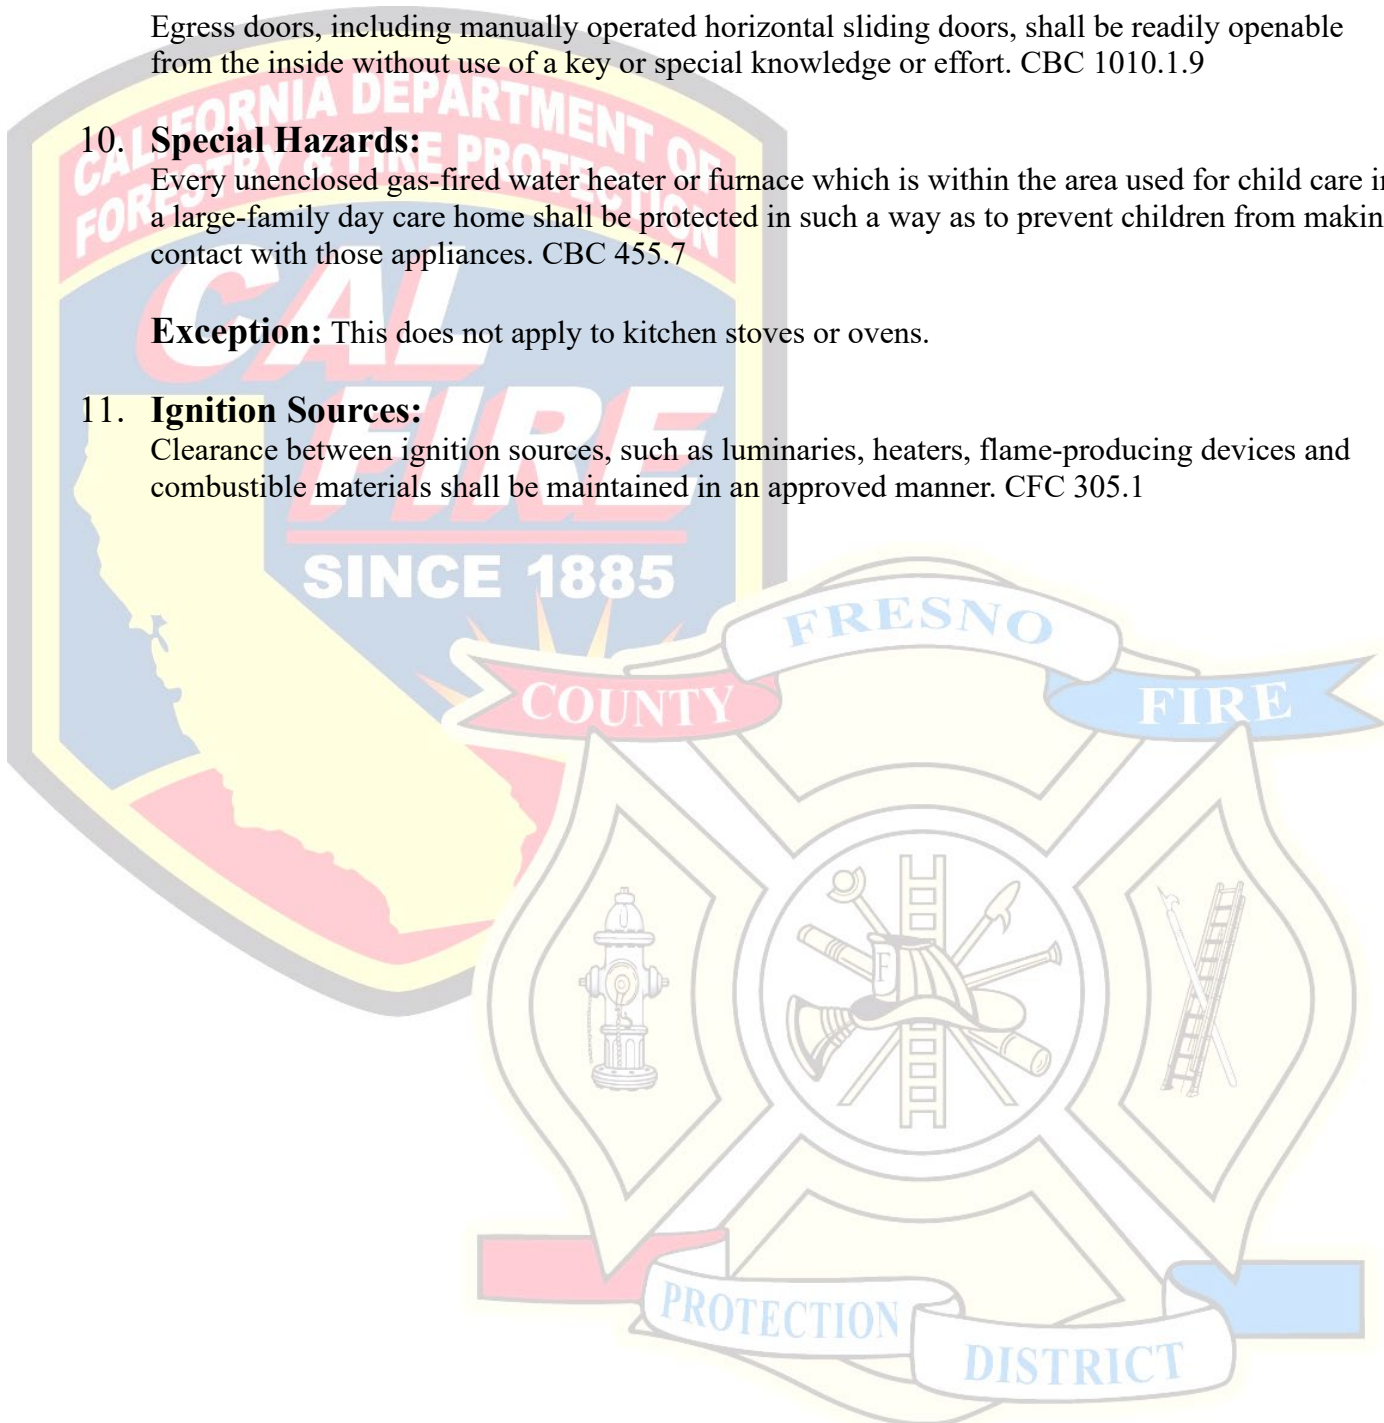 Egress doors, including manually operated horizontal sliding doors, shall be readily openable
from the inside without use of a key or special knowledge or effort. CBC 1010.1.9
10. Special Hazards:
Every unenclosed gas-fired water heater or furnace which is within the area used for child care in
a large-family day care home shall be protected in such a way as to prevent children from makin
contact with those appliances. CBC 455.7
Exception: This does not apply to kitchen stoves or ovens.
11. Ignition Sources:
Clearance between ignition sources, such as luminaries, heaters, flame-producing devices and
combustible materials shall be maintained in an approved manner. CFC 305.1
CALIFORNIA DEPARTMENT OF
FORESTRY & FIRE PROTECTION
CAL
FIRE
SINCE 1885
FRESNO
COUNTY
FIRE
F
PROTECTION
DISTRICT